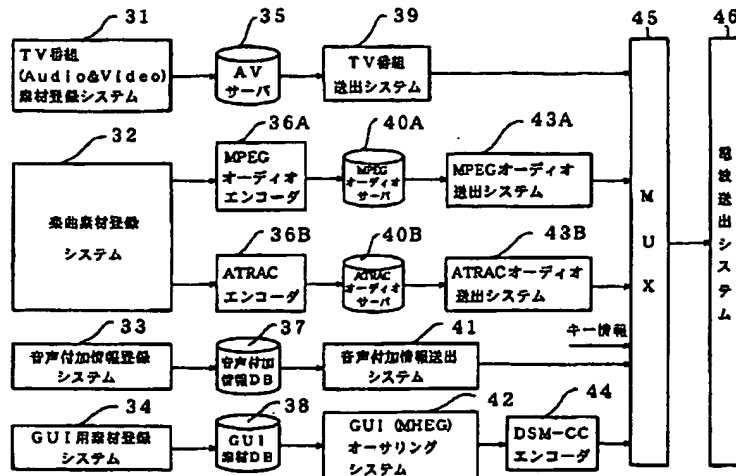 31
35
39
45
46
TV番組
(Audio&Video)
素材登録システム
AV
サーバ
TV番組
送出システム
32
36A
40A
43A
楽曲素材登録
システム
MPEG
オーディオ
エンコーダ
MPEG
オーディオ
サーバ
MPEGオーディオ
送出システム
36B
40B
43B
ATRAC
エンコーダ
ATRAC
オーディオ
サーバ
ATRACオーディオ
送出システム
MUX
電波送出システム
キー情報
33
37
41
音声付加情報登録
システム
音声付加
情報DB
音声付加情報送出
システム
34
38
42
44
GUI用素材登録
システム
GUI
素材DB
GUI (MHEG)
オーサリング
システム
DSM-CC
エンコーダ